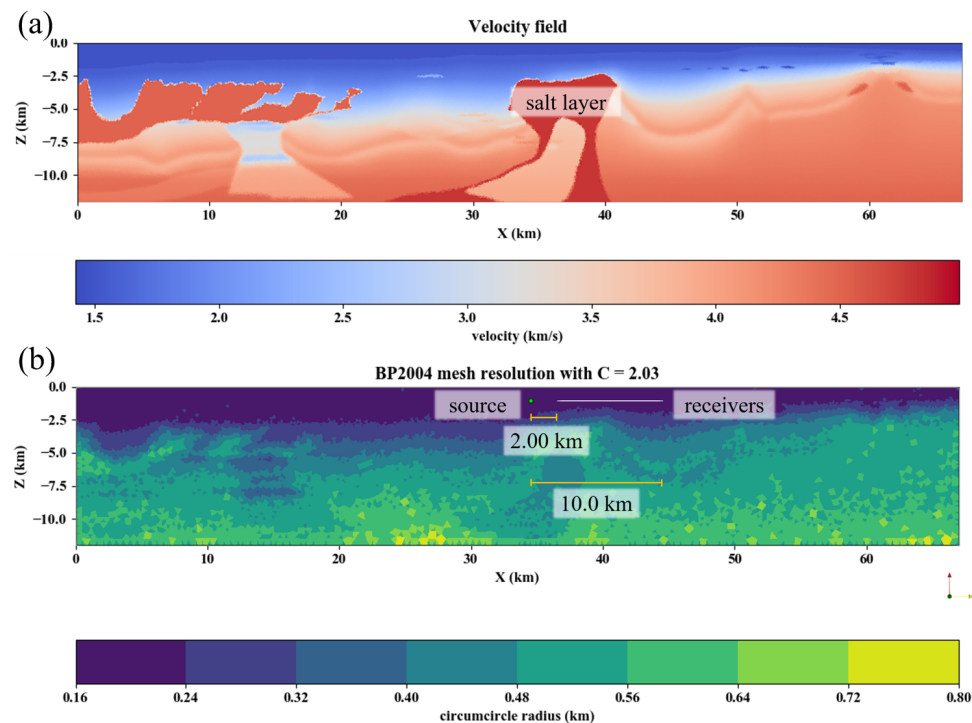 (a)
Velocity field
0.0
−2.5
−5.0
−7.5
−10.0
Z (km)
salt layer
0 10 20 30 40 50 60
X (km)
1.5 2.0 2.5 3.0 3.5 4.0 4.5
velocity (km/s)
(b)
BP2004 mesh resolution with C = 2.03
0.0
−2.5
−5.0
−7.5
−10.0
Z (km)
source receivers
2.00 km
10.0 km
0 10 20 30 40 50 60
X (km)
0.16 0.24 0.32 0.40 0.48 0.56 0.64 0.72 0.80
circumcircle radius (km)